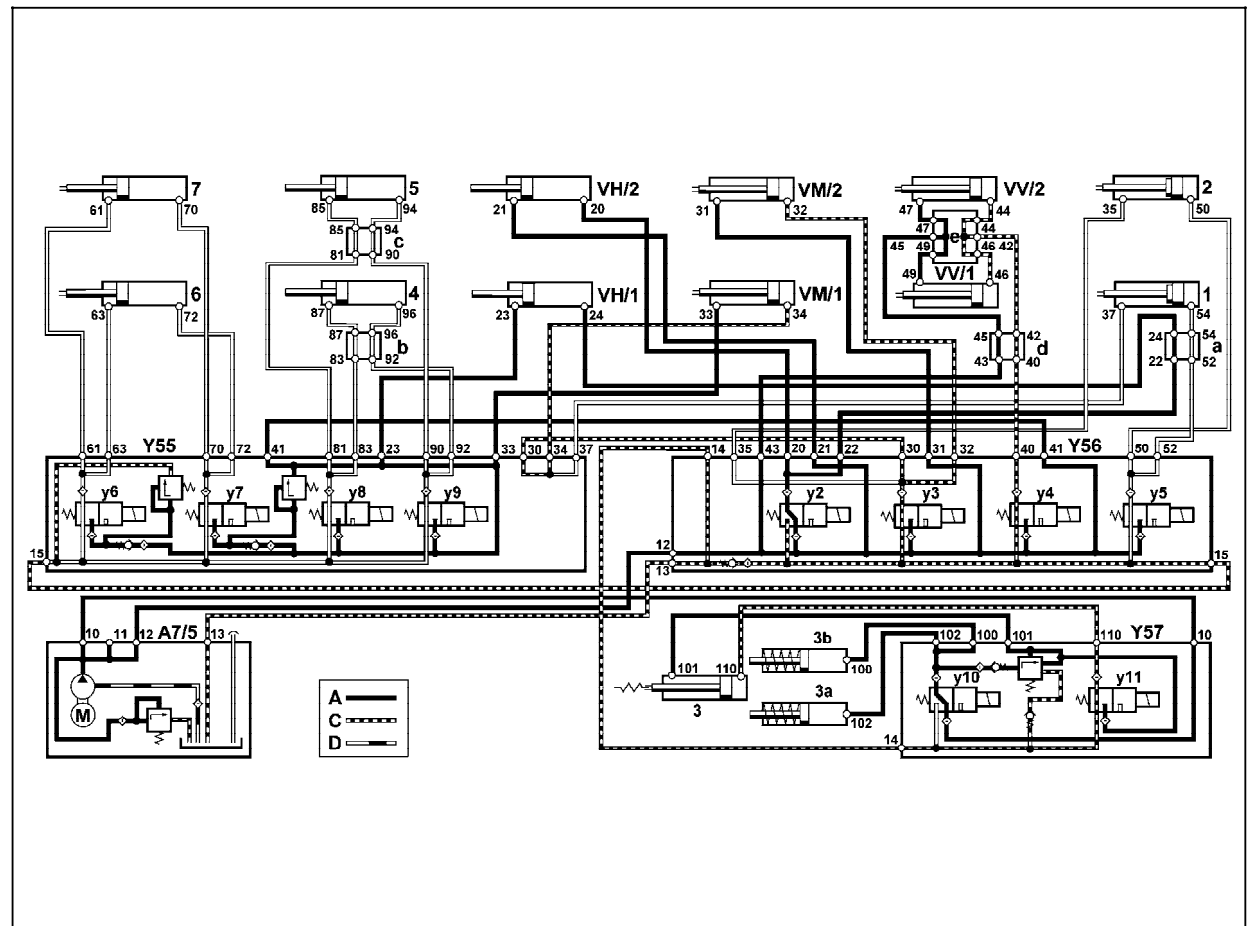 7 5 VH/2 VM/2 VV/2 2
61 70 85 94 21 20 31 32 47 44 35 50
85 94 47 44
c e
81 90 45 49 46 42
6 4 VH/1 VM/1 VV/1 1
49 46
63 72 87 96 23 24 33 34 37 54
87 96 45 42 24 54
b d a
83 92 43 40 22 52
61 63 Y55 70 72 41 81 83 23 90 92 33 30 34 37 14 35 43 20 21 22 30 31 32 40 41 Y56 50 52
y6 y7 y8 y9 y2 y3 y4 y5
15 12 13 15
10 11 12 A7/5 13 102 100 101 110 Y57 10
3b
101 110 100
M y10 y11
3 3a
102
14
A
C
D